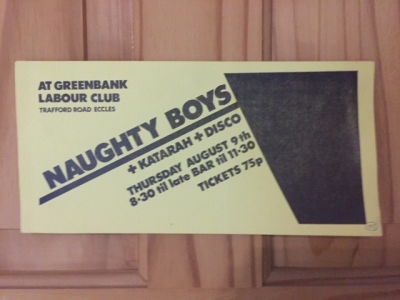 AT GREENBANK
LABOUR CLUB
TRAFFORD ROAD ECCLES
NAUGHTY BOYS
+ KATARAH + DISCO
THURSDAY AUGUST 9th
8·30 til late BAR til 11·30
TICKETS 75p